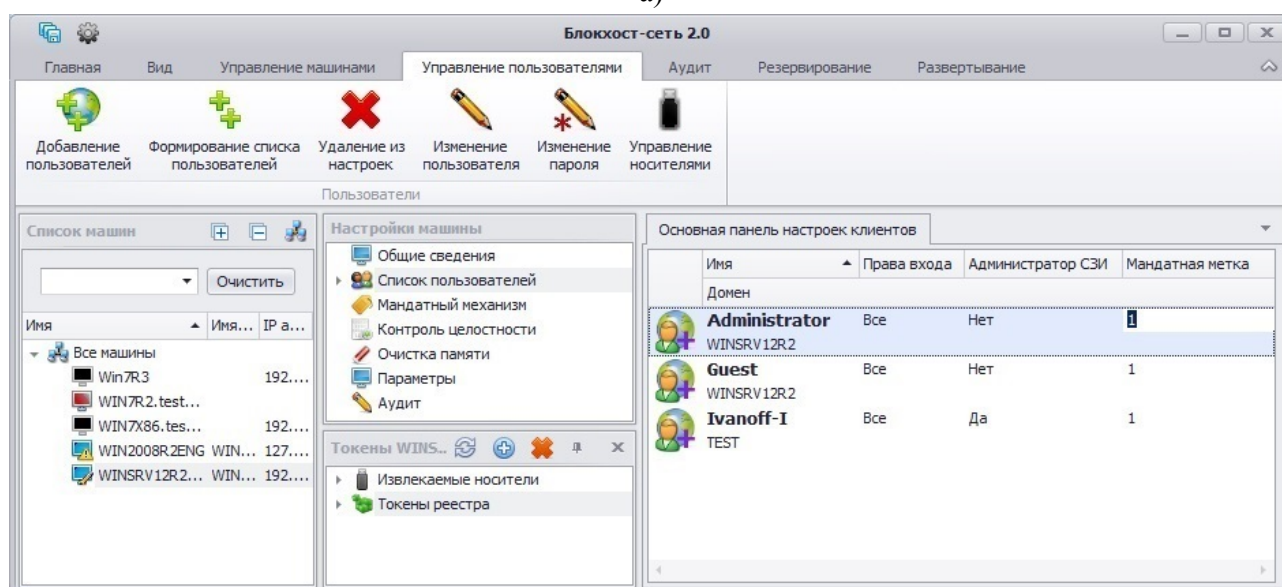 а)
Блокхост-сеть 2.0
Главная Вид Управление машинами Управление пользователями Аудит Резервирование Развертывание
Добавление пользователей
Формирование списка пользователей
Удаление из настроек
Изменение пользователя
Изменение пароля
Управление носителями
Пользователи
Список машин
Очистить
Имя Имя... IP а...
Все машины
Win7R3 192....
WIN7R2.test...
WIN7X86.tes... 192....
WIN2008R2ENG WIN... 127....
WINSRV12R2... WIN... 192....
Настройки машины
Общие сведения
Список пользователей
Мандатный механизм
Контроль целостности
Очистка памяти
Параметры
Аудит
Токены WINS..
Извлекаемые носители
Токены реестра
Основная панель настроек клиентов
Имя Права входа Администратор СЗИ Мандатная метка
Домен
Administrator Все Нет 1
WINSRV12R2
Guest Все Нет 1
WINSRV12R2
Ivanoff-I Все Да 1
TEST